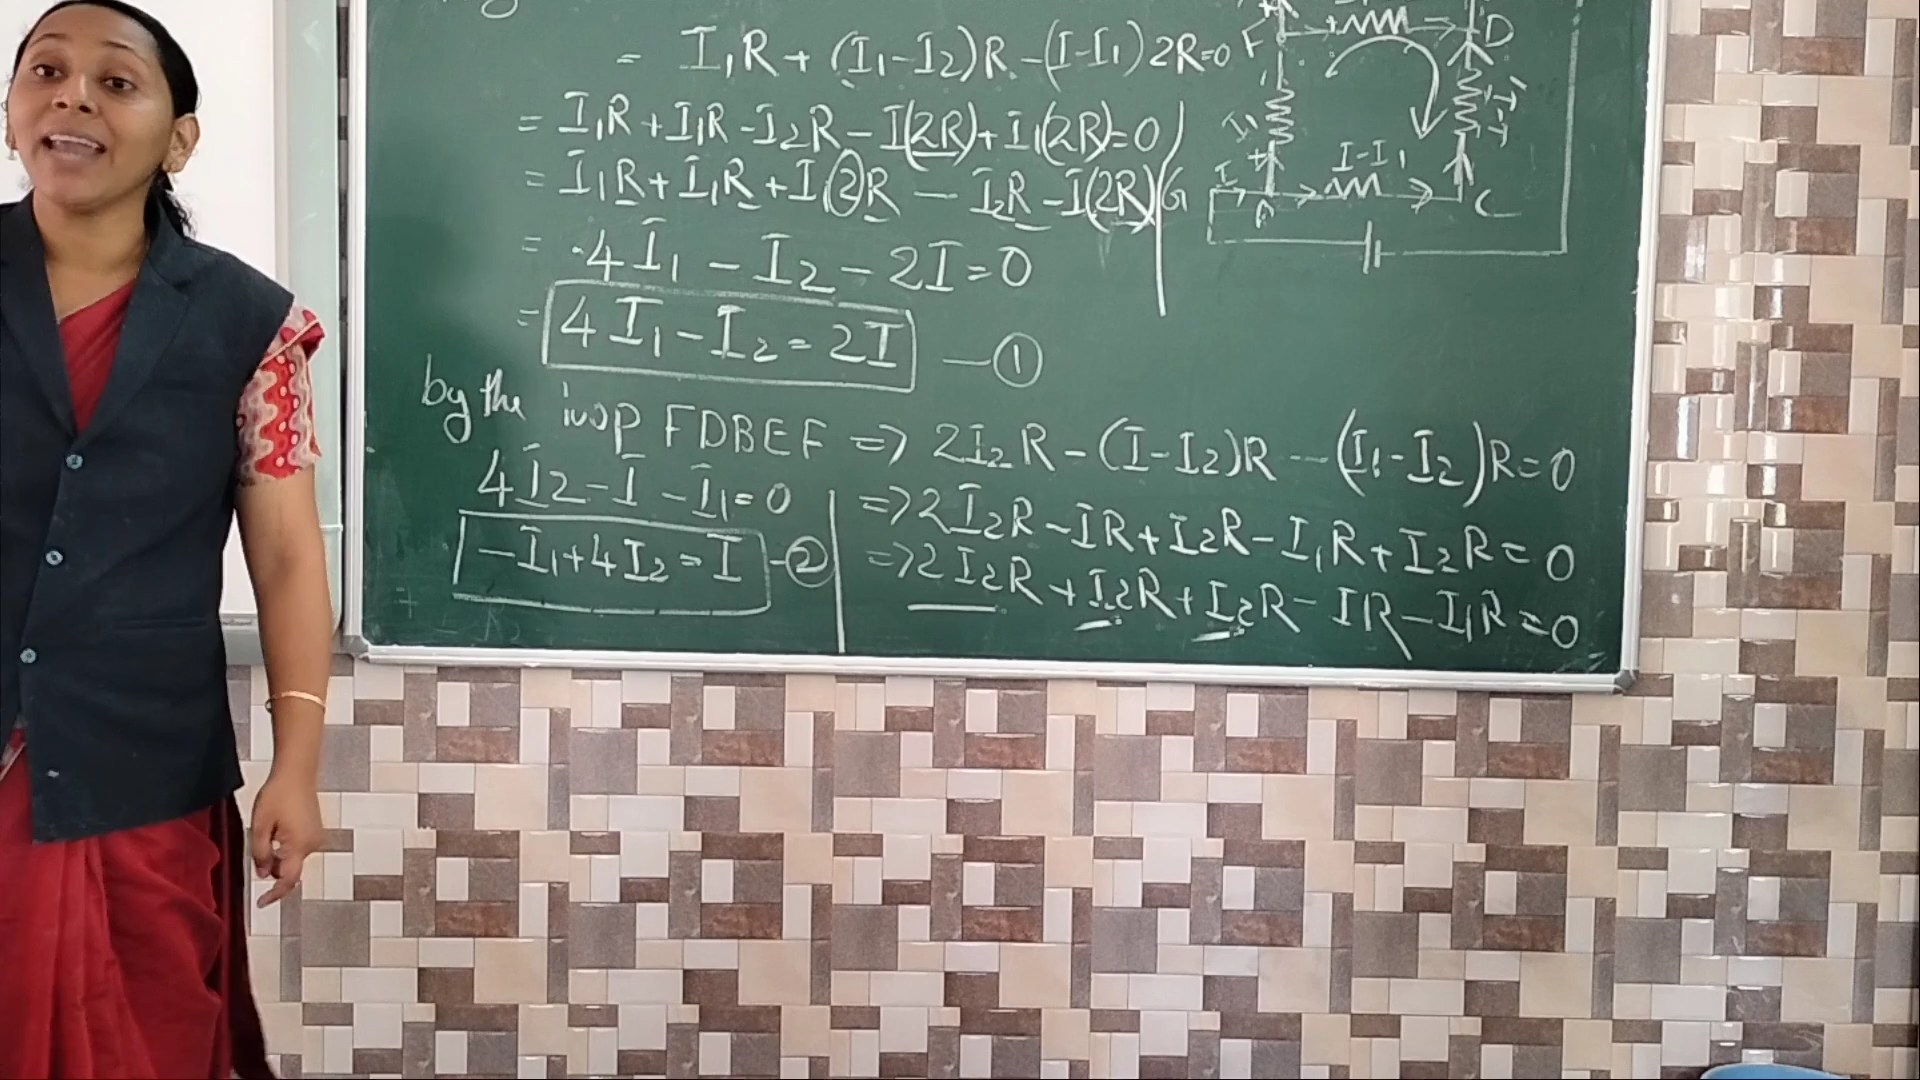 = I₁R + (I₁-I₂)R - (I-I₁)2R=0
= I₁R + I₁R - I₂R - I(2R) + I₁(2R)=0
= I₁R + I₁R + I₁2R - I₂R - I(2R)
= 4I₁ - I₂ - 2I = 0
= 4I₁ - I₂ = 2I — ①
by the loop FDBEF => 2I₂R - (I-I₂)R - (I₁-I₂)R=0
4I₂ - I - I₁ = 0
=> 2I₂R - IR + I₂R - I₁R + I₂R = 0
-I₁ + 4I₂ = I - ②
=> 2I₂R + I₂R + I₂R - IR - I₁R = 0
F
D
I₁
I-I₁
I-I₁
I
A
C
G